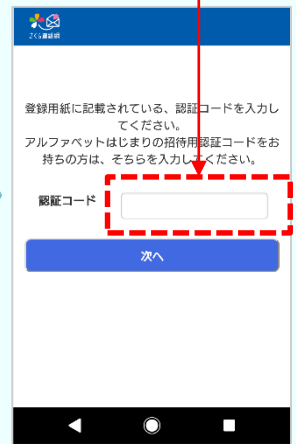 さくら連絡網
登録用紙に記載されている、認証コードを入力し
てください。
アルファベットはじまりの招待用認証コードをお
持ちの方は、そちらを入力してください。
認証コード
次へ